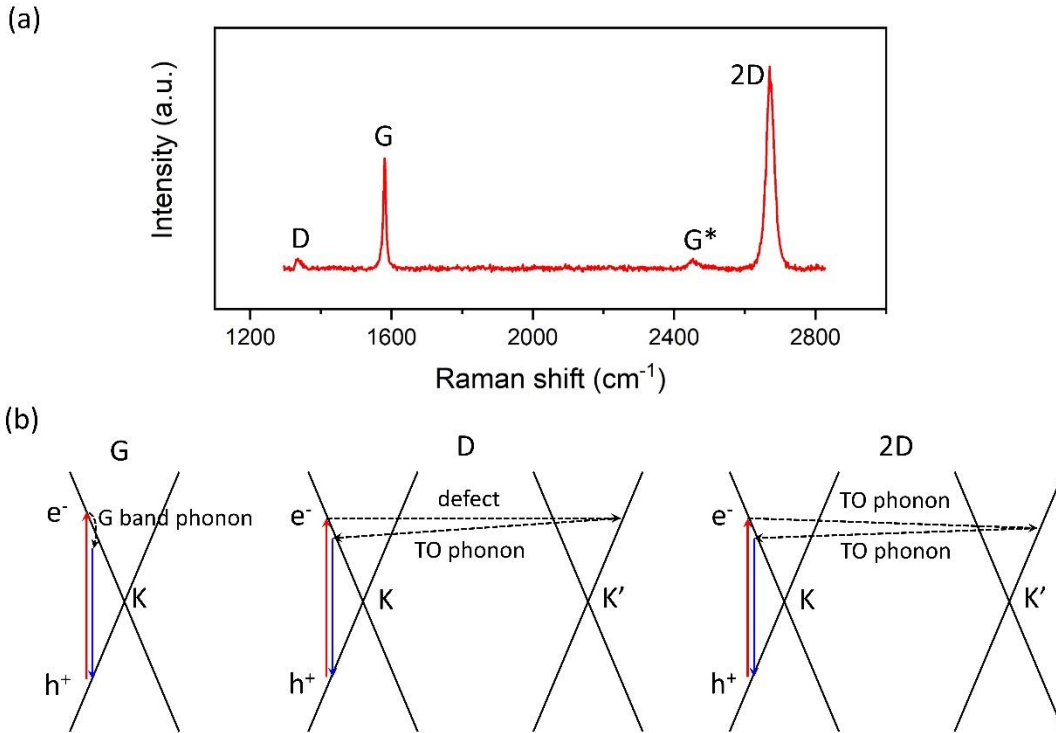 (a)
Intensity (a.u.)
D
G
G*
2D
1200 1600 2000 2400 2800
Raman shift (cm⁻¹)
(b)
G
e⁻
G band phonon
K
h⁺
D
e⁻
defect
TO phonon
K
K’
h⁺
2D
e⁻
TO phonon
TO phonon
K
K’
h⁺